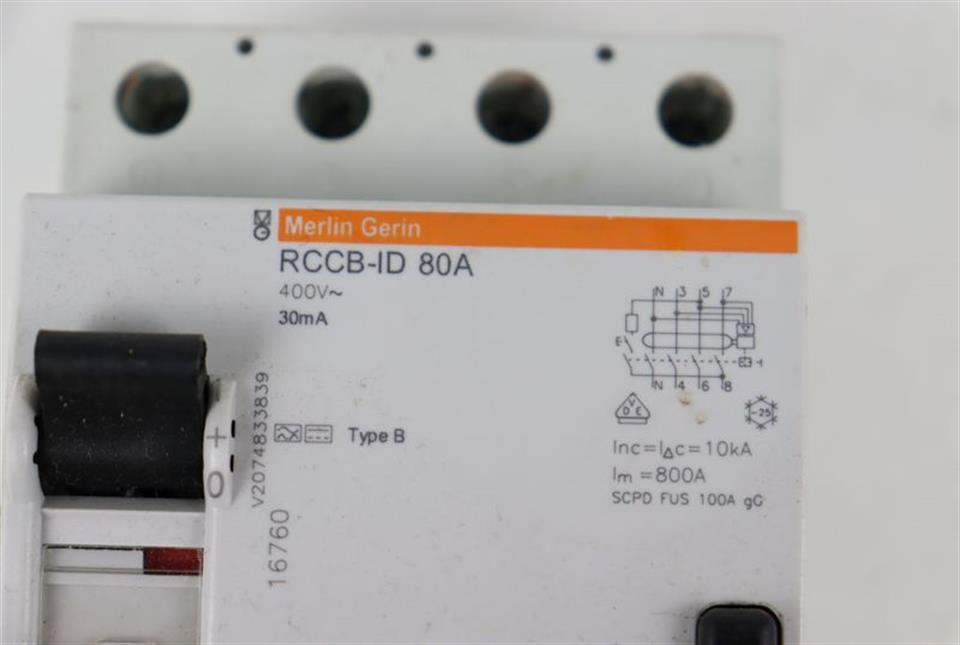 Merlin Gerin
RCCB-ID 80A
400V~
30mA
N 3 5 7
E
N 4 6 8
VDE
-25
Type B
Inc=IΔc=10kA
Im=800A
SCPD FUS 100A gG
+
0
V2074833839
16760